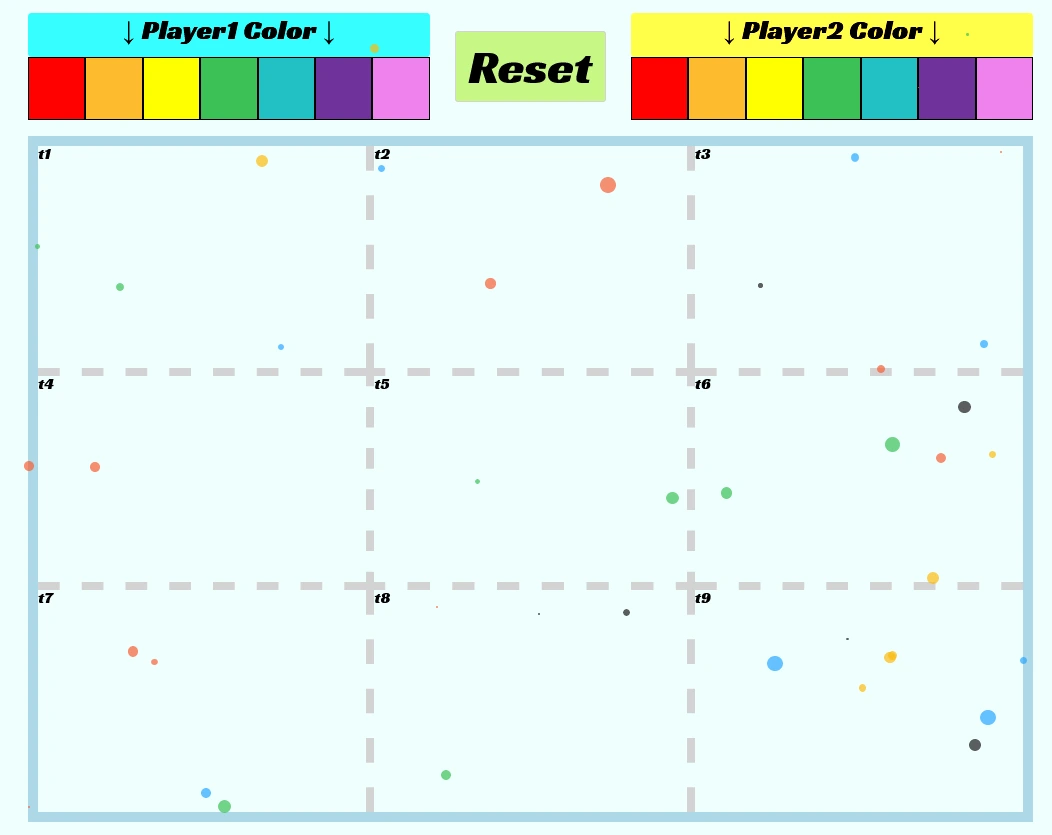 ↓ Player1 Color ↓
Reset
↓ Player2 Color ↓
t1
t2
t3
t4
t5
t6
t7
t8
t9